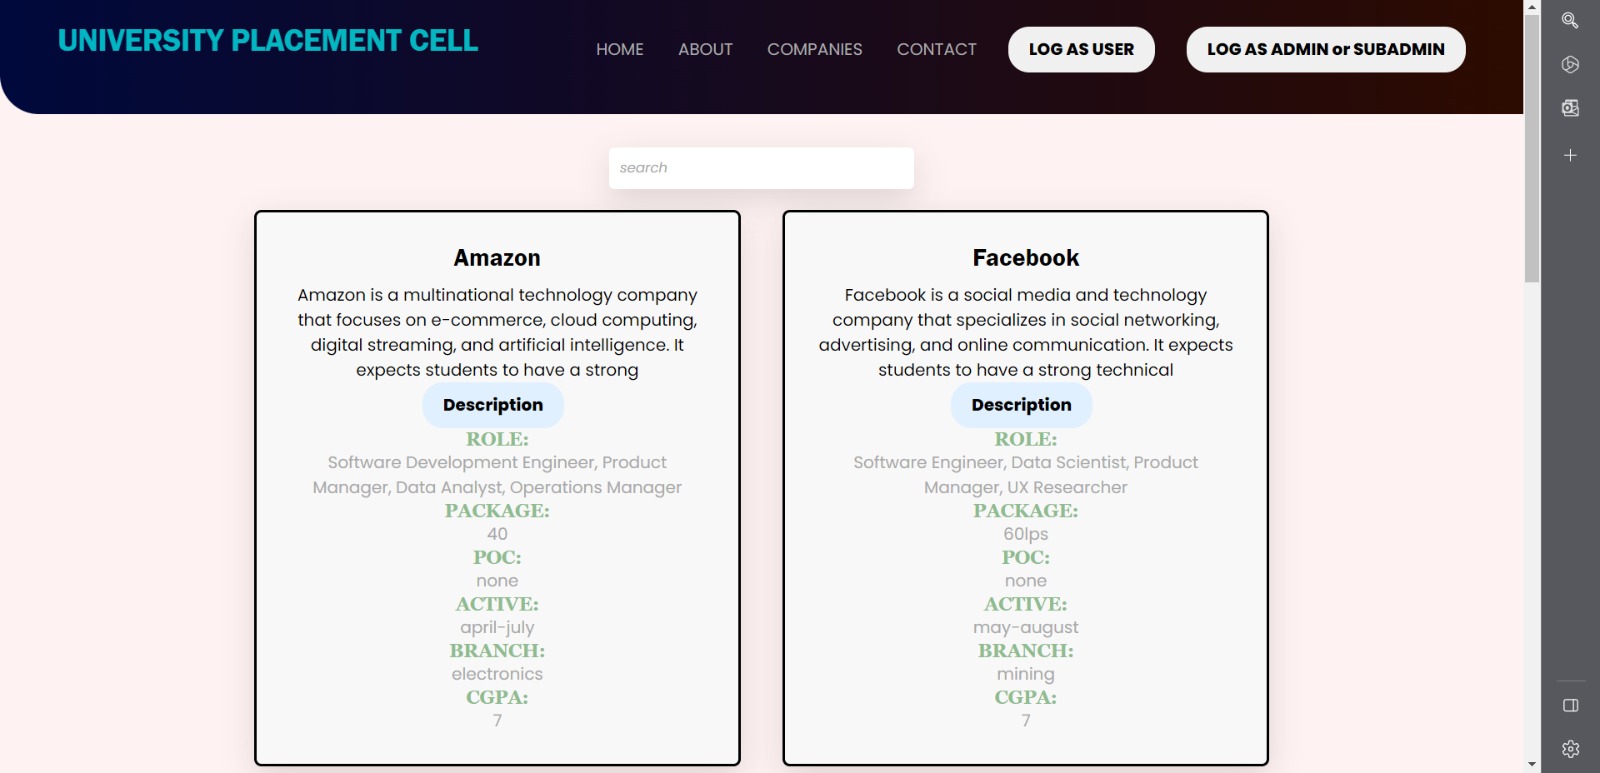 UNIVERSITY PLACEMENT CELL
HOME ABOUT COMPANIES CONTACT LOG AS USER LOG AS ADMIN or SUBADMIN
search
Amazon
Amazon is a multinational technology company
that focuses on e-commerce, cloud computing,
digital streaming, and artificial intelligence. It
expects students to have a strong
Description
ROLE:
Software Development Engineer, Product
Manager, Data Analyst, Operations Manager
PACKAGE:
40
POC:
none
ACTIVE:
april-july
BRANCH:
electronics
CGPA:
7
Facebook
Facebook is a social media and technology
company that specializes in social networking,
advertising, and online communication. It expects
students to have a strong technical
Description
ROLE:
Software Engineer, Data Scientist, Product
Manager, UX Researcher
PACKAGE:
60lps
POC:
none
ACTIVE:
may-august
BRANCH:
mining
CGPA:
7